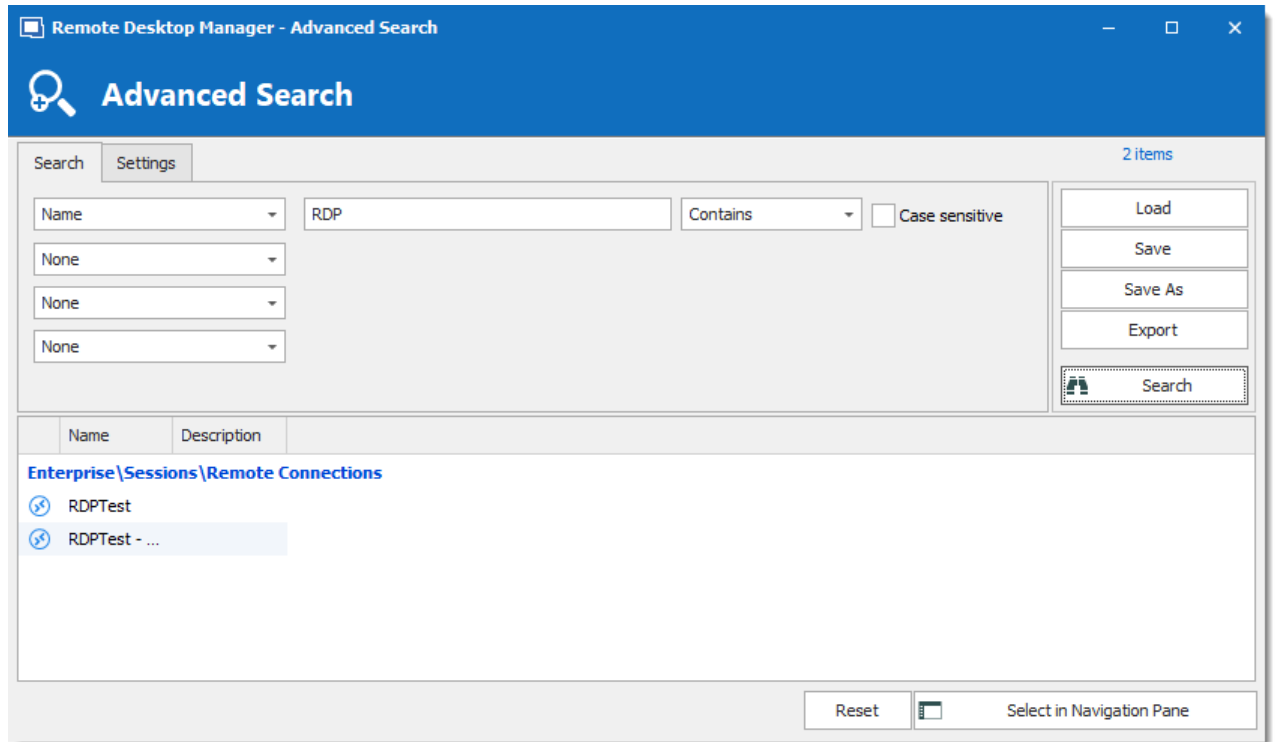 Remote Desktop Manager - Advanced Search
Advanced Search
Search Settings 2 items
Name RDP Contains Case sensitive Load
None Save
None Save As
None Export
Search
Name Description
Enterprise\Sessions\Remote Connections
RDPTest
RDPTest - ...
Reset Select in Navigation Pane